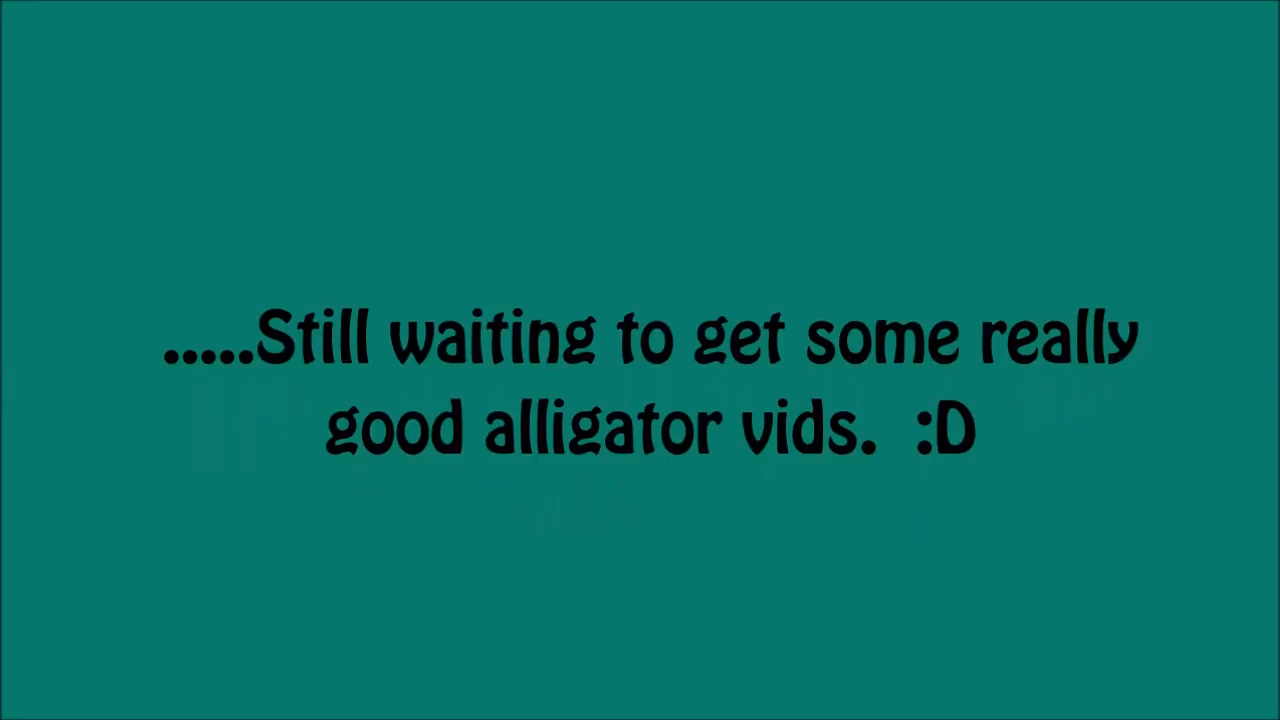 .....Still waiting to get some really
good alligator vids.  :D